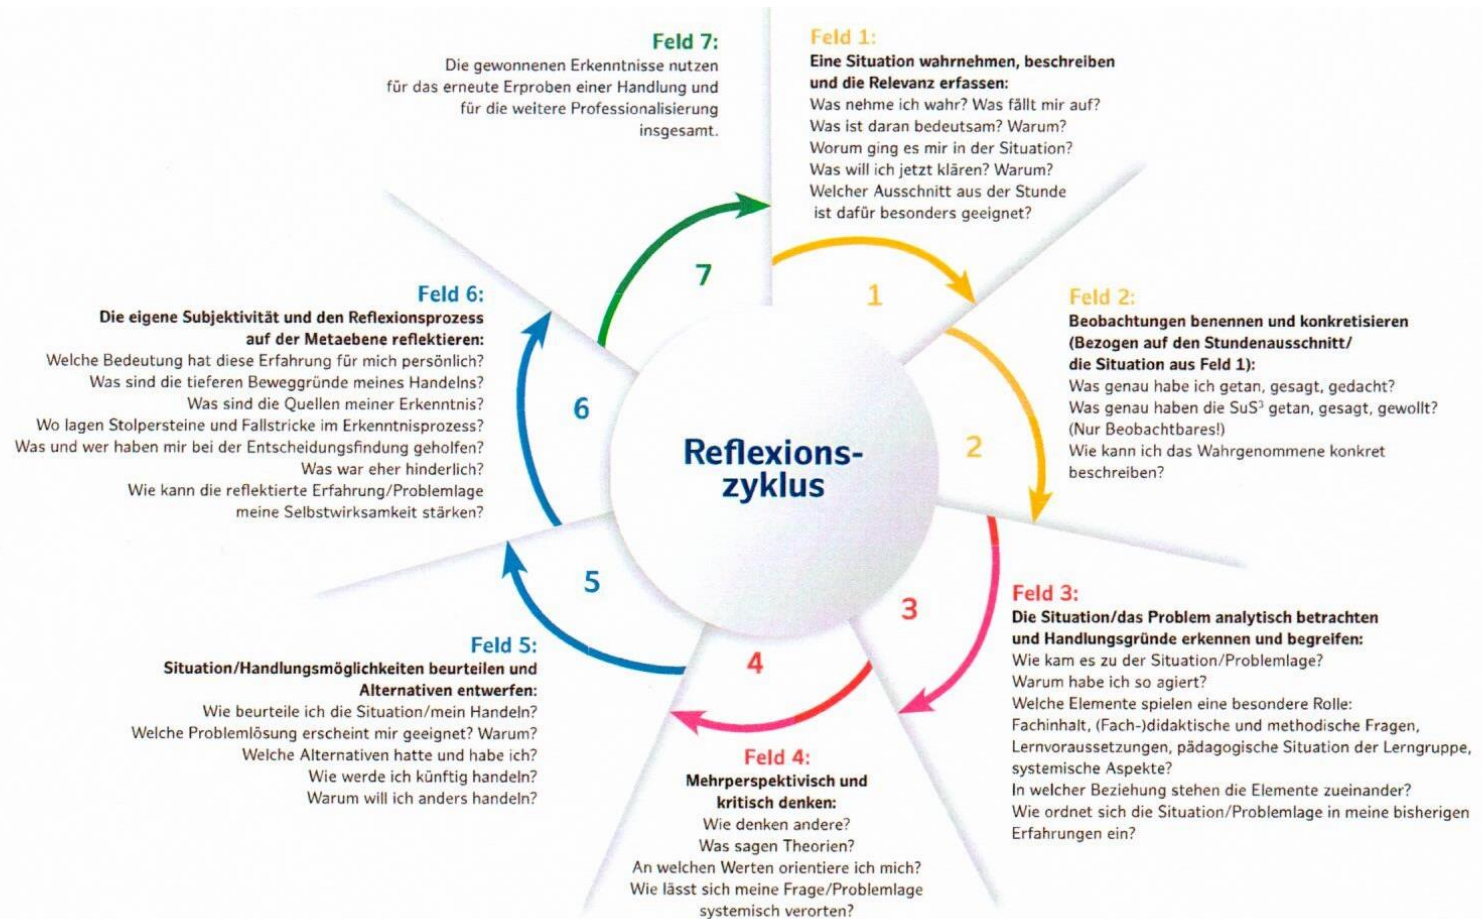 Feld 1:
Eine Situation wahrnehmen, beschreiben
und die Relevanz erfassen:
Was nehme ich wahr? Was fällt mir auf?
Was ist daran bedeutsam? Warum?
Worum ging es mir in der Situation?
Was will ich jetzt klären? Warum?
Welcher Ausschnitt aus der Stunde
ist dafür besonders geeignet?
Feld 2:
Beobachtungen benennen und konkretisieren
(Bezogen auf den Stundenausschnitt/
die Situation aus Feld 1):
Was genau habe ich getan, gesagt, gedacht?
Was genau haben die SuS³ getan, gesagt, gewollt?
(Nur Beobachtbares!)
Wie kann ich das Wahrgenommene konkret
beschreiben?
Feld 3:
Die Situation/das Problem analytisch betrachten
und Handlungsgründe erkennen und begreifen:
Wie kam es zu der Situation/Problemlage?
Warum habe ich so agiert?
Welche Elemente spielen eine besondere Rolle:
Fachinhalt, (Fach-)didaktische und methodische Fragen,
Lernvoraussetzungen, pädagogische Situation der Lerngruppe,
systemische Aspekte?
In welcher Beziehung stehen die Elemente zueinander?
Wie ordnet sich die Situation/Problemlage in meine bisherigen
Erfahrungen ein?
Feld 4:
Mehrperspektivisch und
kritisch denken:
Wie denken andere?
Was sagen Theorien?
An welchen Werten orientiere ich mich?
Wie lässt sich meine Frage/Problemlage
systemisch verorten?
Feld 5:
Situation/Handlungsmöglichkeiten beurteilen und
Alternativen entwerfen:
Wie beurteile ich die Situation/mein Handeln?
Welche Problemlösung erscheint mir geeignet? Warum?
Welche Alternativen hatte und habe ich?
Wie werde ich künftig handeln?
Warum will ich anders handeln?
Feld 6:
Die eigene Subjektivität und den Reflexionsprozess
auf der Metaebene reflektieren:
Welche Bedeutung hat diese Erfahrung für mich persönlich?
Was sind die tieferen Beweggründe meines Handelns?
Was sind die Quellen meiner Erkenntnis?
Wo lagen Stolpersteine und Fallstricke im Erkenntnisprozess?
Was und wer haben mir bei der Entscheidungsfindung geholfen?
Was war eher hinderlich?
Wie kann die reflektierte Erfahrung/Problemlage
meine Selbstwirksamkeit stärken?
Feld 7:
Die gewonnenen Erkenntnisse nutzen
für das erneute Erproben einer Handlung und
für die weitere Professionalisierung
insgesamt.
1
2
3
4
5
6
7
Reflexions-
zyklus